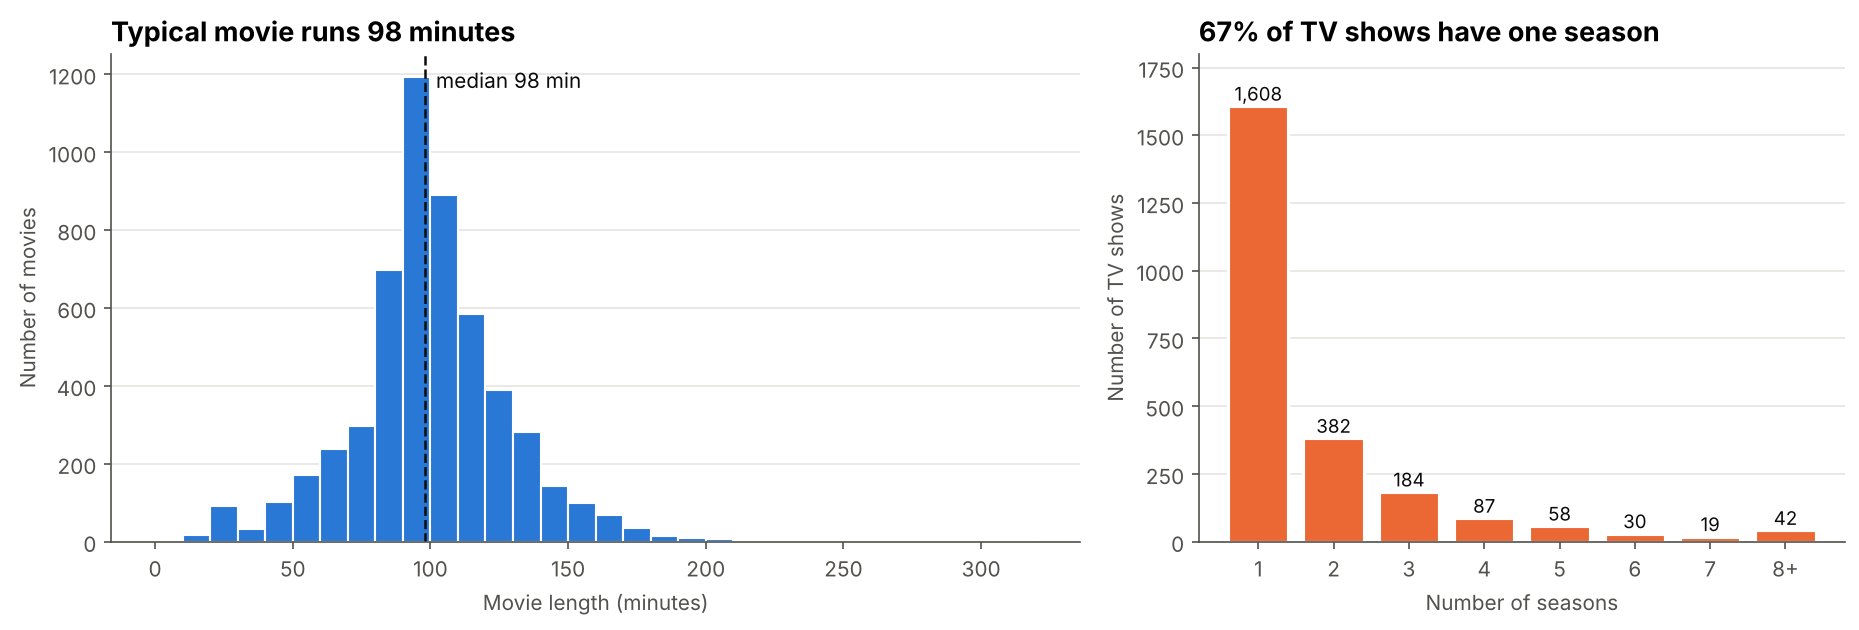 Typical movie runs 98 minutes
median 98 min
1200
1000
800
600
400
200
0
Number of movies
0 50 100 150 200 250 300
Movie length (minutes)
67% of TV shows have one season
1750
1500
1250
1000
750
500
250
0
Number of TV shows
1,608
382
184
87
58
30
19
42
1 2 3 4 5 6 7 8+
Number of seasons